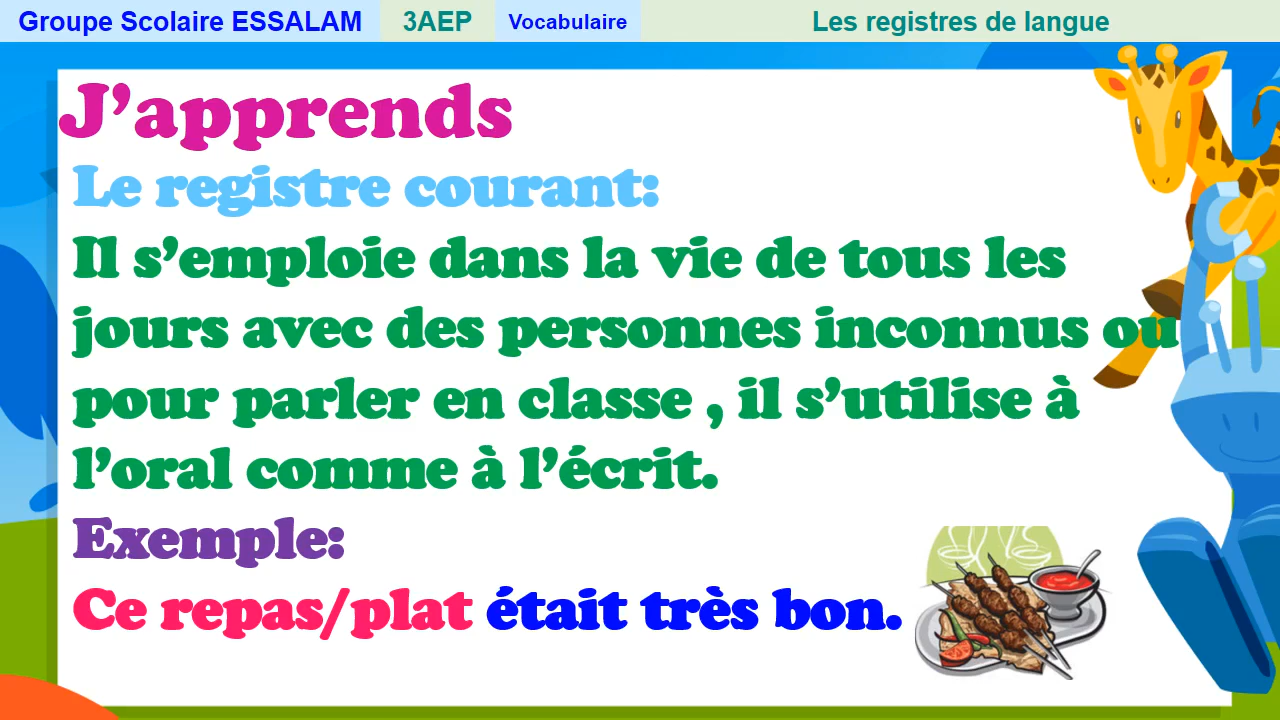 Groupe Scolaire ESSALAM 3AEP Vocabulaire Les registres de langue
J’apprends
Le registre courant:
Il s’emploie dans la vie de tous les
jours avec des personnes inconnus ou
pour parler en classe , il s’utilise à
l’oral comme à l’écrit.
Exemple:
Ce repas/plat était très bon.